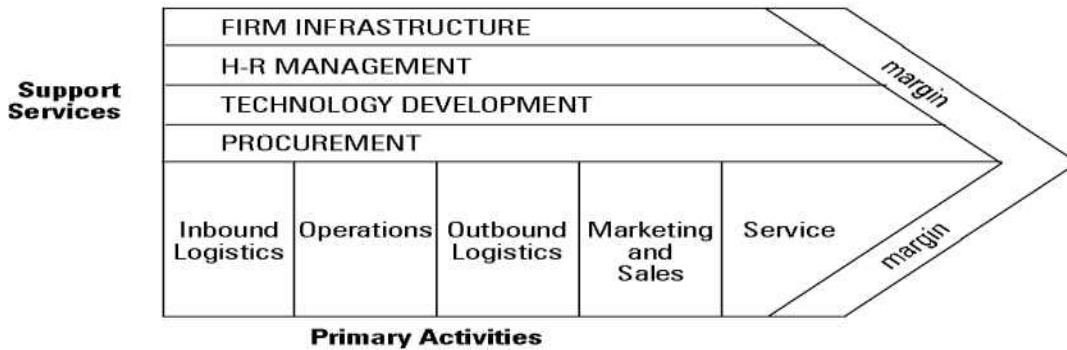 FIRM INFRASTRUCTURE
H-R MANAGEMENT
Support
Services
TECHNOLOGY DEVELOPMENT
PROCUREMENT
margin
Inbound
Logistics
Operations
Outbound
Logistics
Marketing
and
Sales
Service
margin
Primary Activities